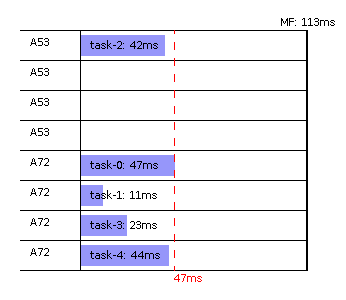 MF: 113ms
A53 task-2: 42ms
A53
A53
A53
A72 task-0: 47ms
A72 task-1: 11ms
A72 task-3: 23ms
A72 task-4: 44ms
47ms